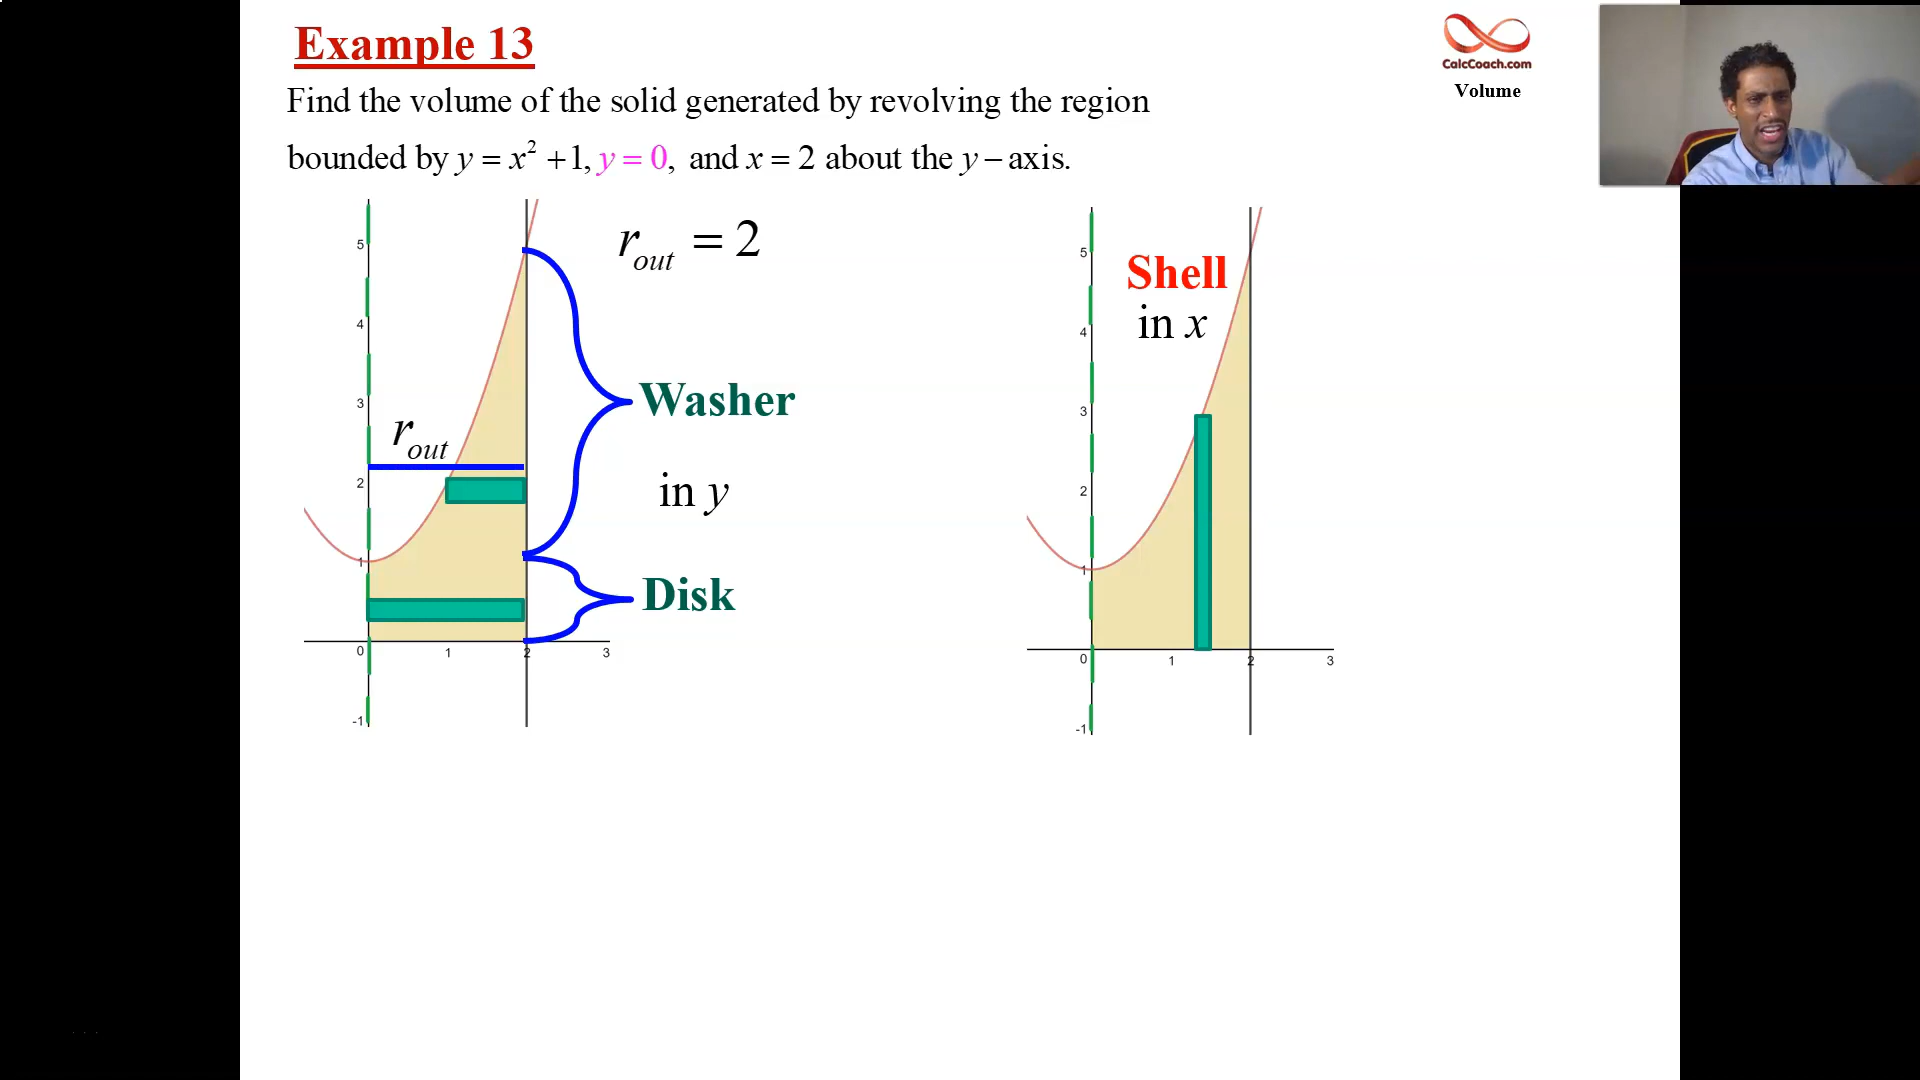 Example 13
CalcCoach.com
Volume
Find the volume of the solid generated by revolving the region
bounded by y = x² + 1, y = 0, and x = 2 about the y – axis.
r_out = 2
5
4
3
2
1
0
1
2
3
-1
r_out
Washer
in y
Disk
Shell
in x
5
4
3
2
1
0
1
2
3
-1